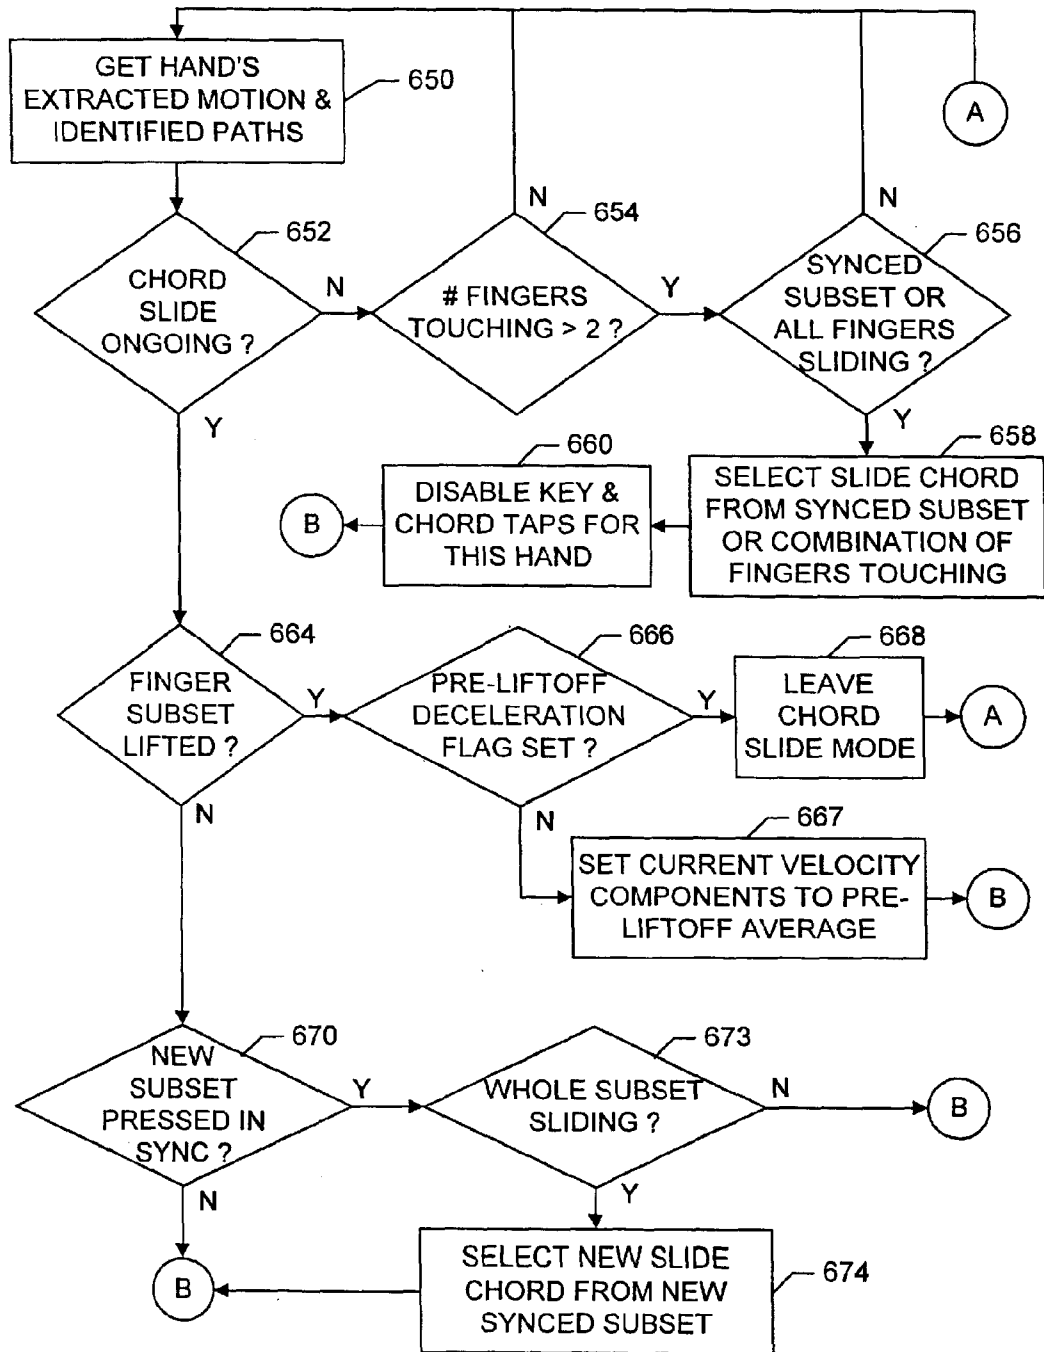 GET HAND'S
EXTRACTED MOTION &
IDENTIFIED PATHS
650
A
N
654
N
656
652
CHORD
SLIDE
ONGOING ?
N
# FINGERS
TOUCHING > 2 ?
Y
SYNCED
SUBSET OR
ALL FINGERS
SLIDING ?
Y
Y
658
SELECT SLIDE CHORD
FROM SYNCED SUBSET
OR COMBINATION OF
FINGERS TOUCHING
660
DISABLE KEY &
CHORD TAPS FOR
THIS HAND
B
664
FINGER
SUBSET
LIFTED ?
Y
666
PRE-LIFTOFF
DECELERATION
FLAG SET ?
Y
668
LEAVE
CHORD
SLIDE MODE
A
N
N
667
SET CURRENT VELOCITY
COMPONENTS TO PRE-
LIFTOFF AVERAGE
B
670
NEW
SUBSET
PRESSED IN
SYNC ?
Y
673
WHOLE SUBSET
SLIDING ?
N
B
N
Y
B
SELECT NEW SLIDE
CHORD FROM NEW
SYNCED SUBSET
674